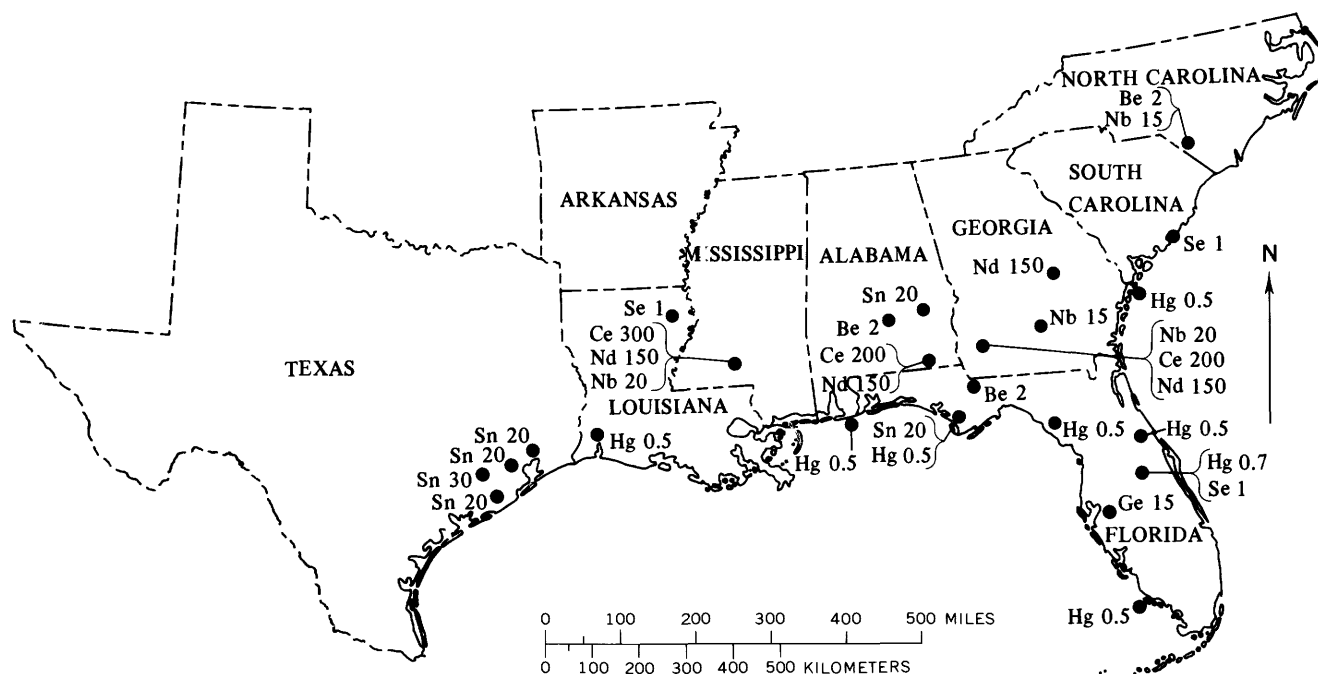 NORTH CAROLINA
Be 2
Nb 15
SOUTH
CAROLINA
ARKANSAS
GEORGIA
M.SSISSIPPI
ALABAMA
Se 1
N
Nd 150
Hg 0.5
Sn 20
Se 1
Be 2
Nb 15
Nb 20
Ce 200
Nd 150
Ce 300
Nd 150
Nb 20
Ce 200
Nd 150
TEXAS
Be 2
LOUISIANA
Hg 0.5
Hg 0.5
Sn 20
Hg 0.5
Hg 0.5
Hg 0.5
Sn 20
Sn 20
Sn 30
Sn 20
Hg 0.7
Se 1
Ge 15
FLORIDA
Hg 0.5
0 100 200 300 400 500 MILES
0 100 200 300 400 500 KILOMETERS